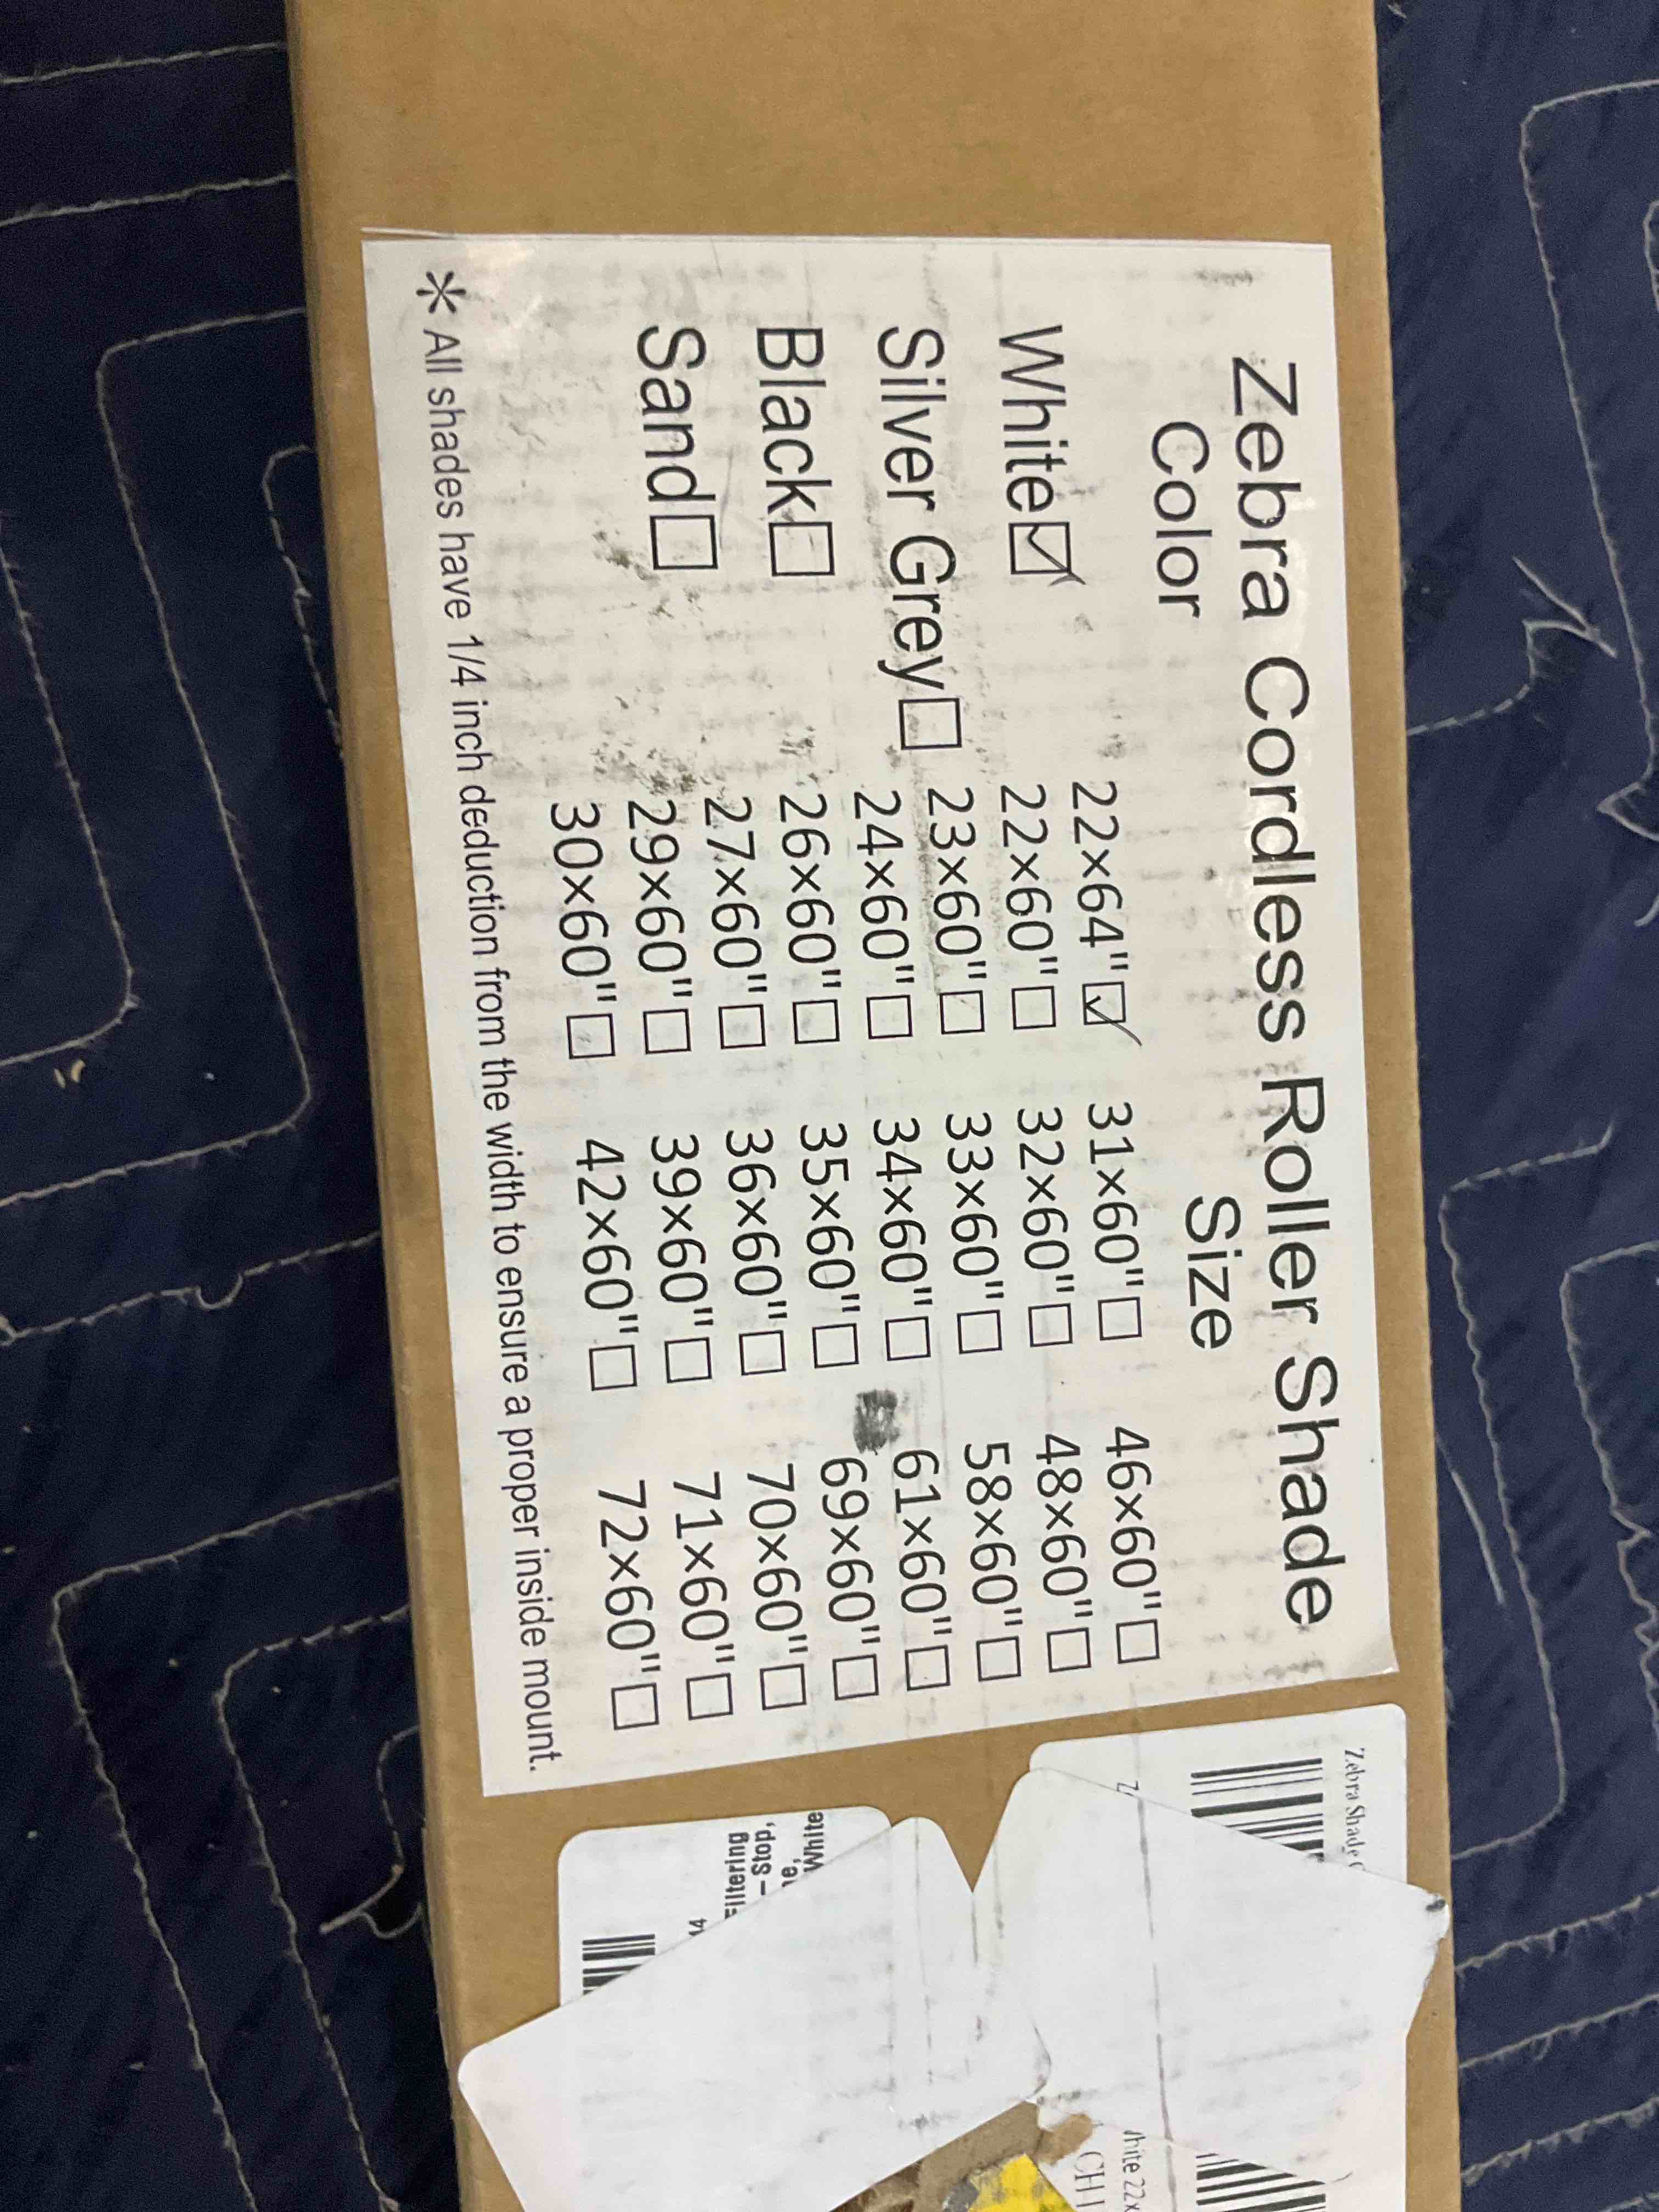 Zebra Cordless Roller Shade
Color Size
White☑ 22×64"☑ 31×60"☐ 46×60"☐
22×60"☐ 32×60"☐ 48×60"☐
Silver Grey☐ 23×60"☐ 33×60"☐ 58×60"☐
24×60"☐ 34×60"☐ 61×60"☐
Black☐ 26×60"☐ 35×60"☐ 69×60"☐
27×60"☐ 36×60"☐ 70×60"☐
Sand☐ 29×60"☐ 39×60"☐ 71×60"☐
30×60"☐ 42×60"☐ 72×60"☐
* All shades have 1/4 inch deduction from the width to ensure a proper inside mount.
Zebra Shade
White
– Stop,